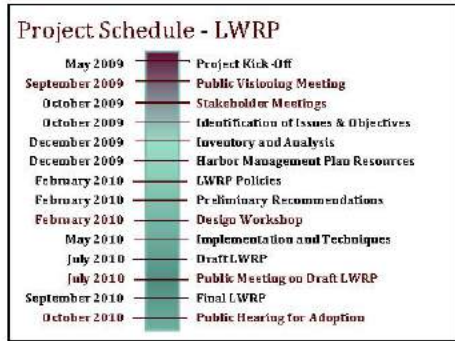 Project Schedule - LWRP
May 2009 Project Kick-Off
September 2009 Public Visioning Meeting
October 2009 Stakeholder Meetings
October 2009 Identification of Issues & Objectives
December 2009 Inventory and Analysis
December 2009 Harbor Management Plan Resources
February 2010 LWRP Policies
February 2010 Preliminary Recommendations
February 2010 Design Workshop
May 2010 Implementation and Techniques
July 2010 Draft LWRP
July 2010 Public Meeting on Draft LWRP
September 2010 Final LWRP
October 2010 Public Hearing for Adoption